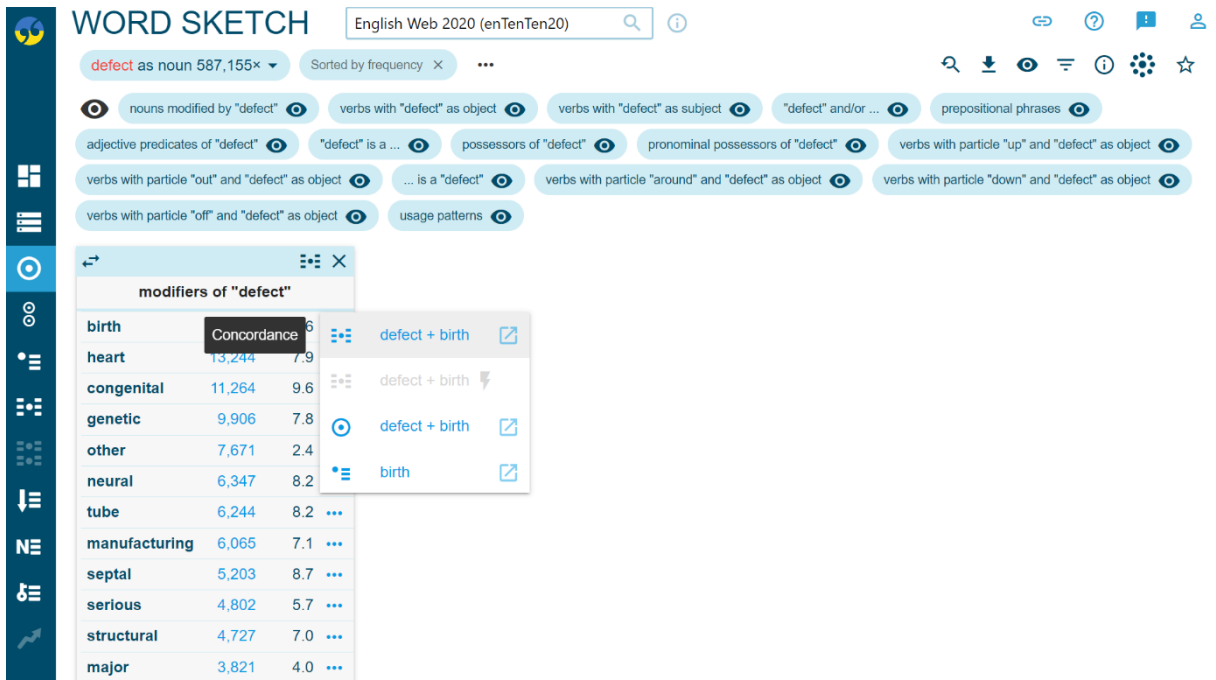 WORD SKETCH
English Web 2020 (enTenTen20)
defect as noun 587,155×
Sorted by frequency
nouns modified by "defect"
verbs with "defect" as object
verbs with "defect" as subject
"defect" and/or ...
prepositional phrases
adjective predicates of "defect"
"defect" is a ...
possessors of "defect"
pronominal possessors of "defect"
verbs with particle "up" and "defect" as object
verbs with particle "out" and "defect" as object
... is a "defect"
verbs with particle "around" and "defect" as object
verbs with particle "down" and "defect" as object
verbs with particle "off" and "defect" as object
usage patterns
modifiers of "defect"
birth 6
Concordance
heart 13,244 7.9
congenital 11,264 9.6
genetic 9,906 7.8
other 7,671 2.4
neural 6,347 8.2
tube 6,244 8.2 •••
manufacturing 6,065 7.1 •••
septal 5,203 8.7 •••
serious 4,802 5.7 •••
structural 4,727 7.0 •••
major 3,821 4.0 •••
defect + birth
defect + birth
defect + birth
birth